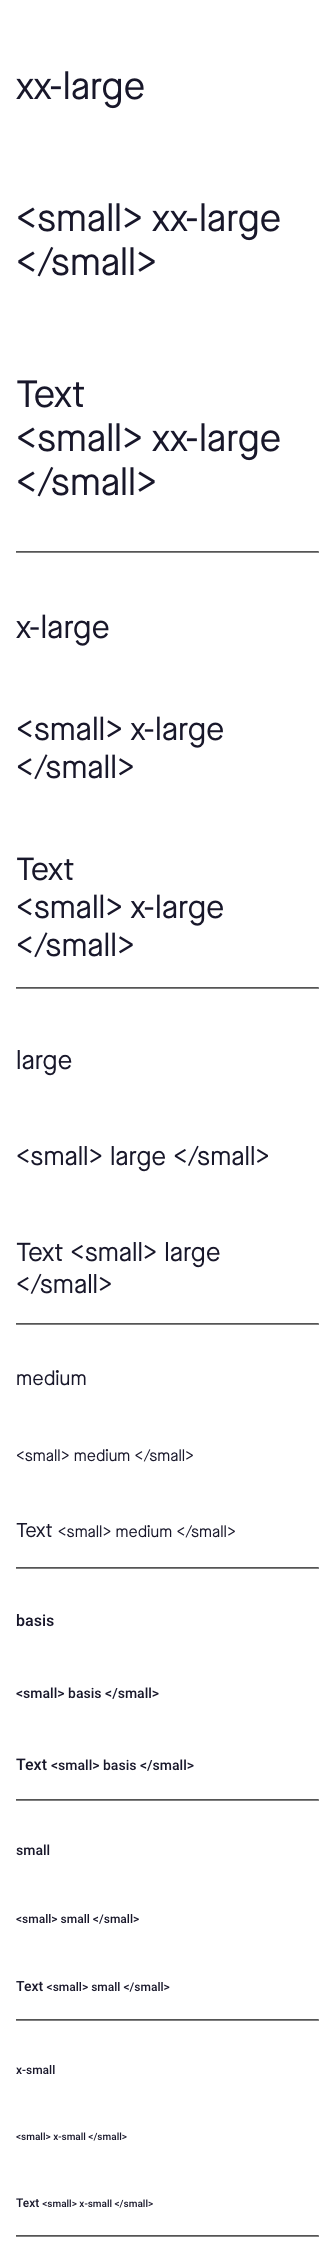 xx-large
<small> xx-large
</small>
Text
<small> xx-large
</small>
x-large
<small> x-large
</small>
Text
<small> x-large
</small>
large
<small> large </small>
Text <small> large
</small>
medium
<small> medium </small>
Text <small> medium </small>
basis
<small> basis </small>
Text <small> basis </small>
small
<small> small </small>
Text <small> small </small>
x-small
<small> x-small </small>
Text <small> x-small </small>